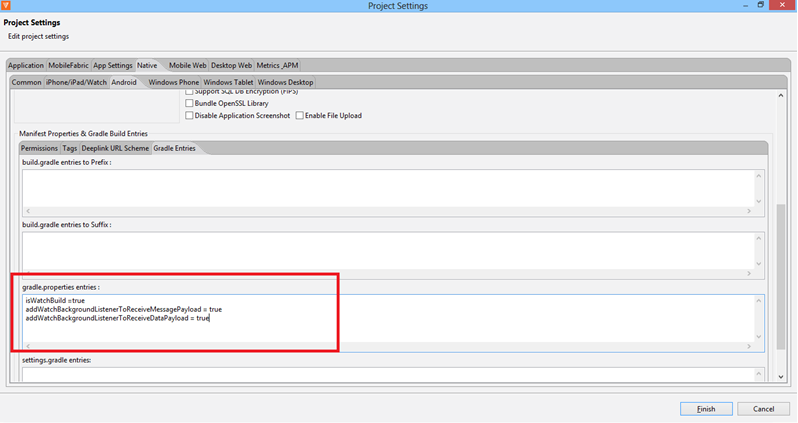 Project Settings
Project Settings
Edit project settings
Application MobileFabric App Settings Native Mobile Web Desktop Web Metrics_APM
Common iPhone/iPad/Watch Android Windows Phone Windows Tablet Windows Desktop
Support SQL DB Encryption (FIPS)
Bundle OpenSSL Library
Disable Application Screenshot Enable File Upload
Manifest Properties & Gradle Build Entries
Permissions Tags Deeplink URL Scheme Gradle Entries
build.gradle entries to Prefix :
build.gradle entries to Suffix :
gradle.properties entries :
isWatchBuild =true
addWatchBackgroundListenerToReceiveMessagePayload = true
addWatchBackgroundListenerToReceiveDataPayload = true
settings.gradle entries:
Finish Cancel